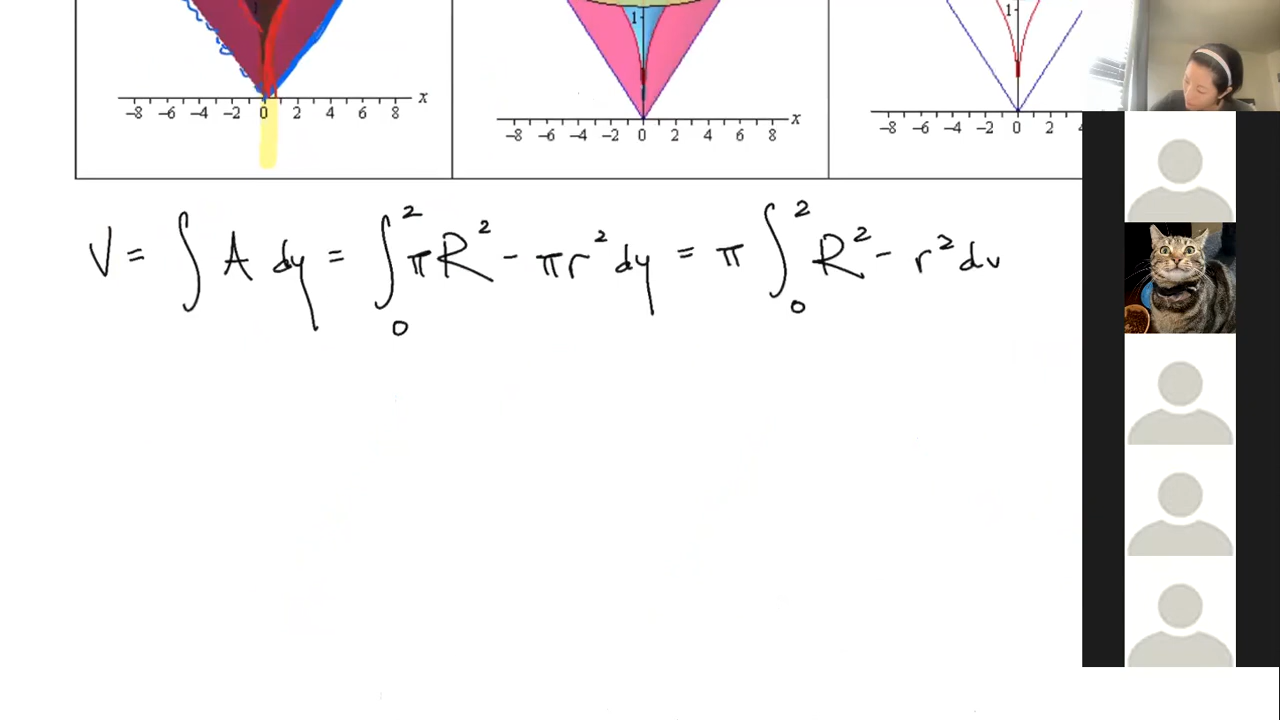 1
1
x
-8 -6 -4 -2 0 2 4 6 8
1
x
-8 -6 -4 -2 0 2 4 6 8
-8 -6 -4 -2 0 2
V = ∫ A dy = ∫₀² πR² - πr² dy = π ∫₀² R² - r² dv